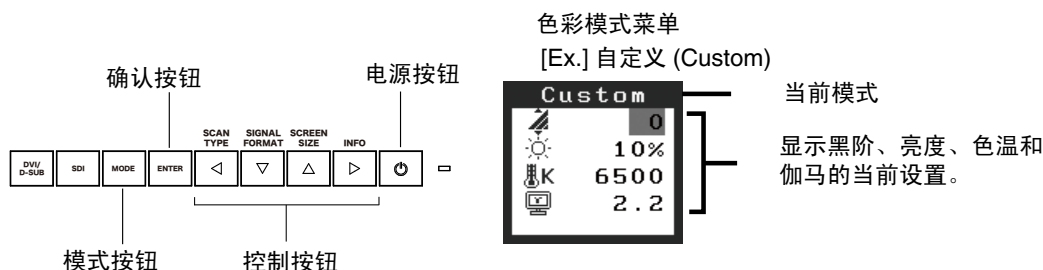 色彩模式菜单
[Ex.] 自定义 (Custom)
确认按钮
电源按钮
Custom
当前模式
0
10%
K 6500
2.2
显示黑阶、亮度、色温和
伽马的当前设置。
SCAN TYPE
SIGNAL FORMAT
SCREEN SIZE
INFO
DVI/ D-SUB
SDI
MODE
ENTER
模式按钮
控制按钮